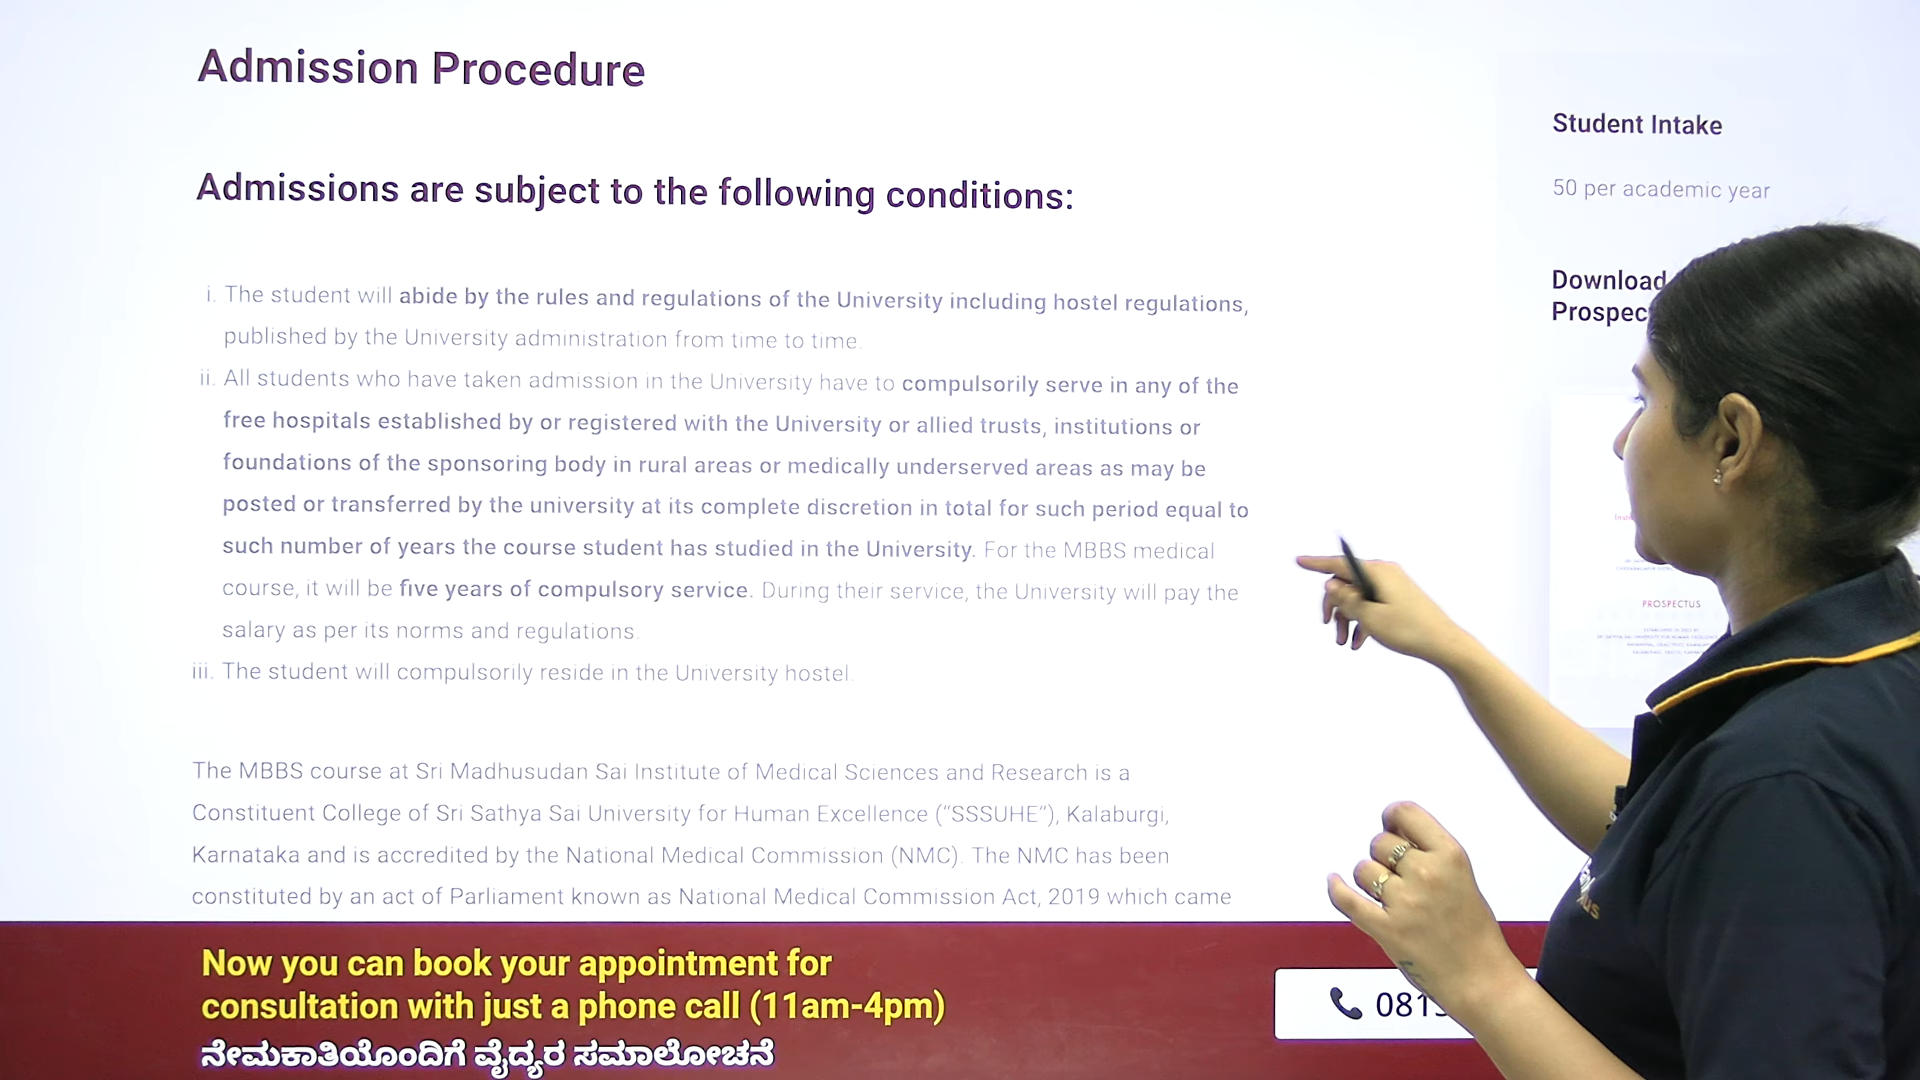 Admission Procedure
Admissions are subject to the following conditions:
i. The student will abide by the rules and regulations of the University including hostel regulations,
published by the University administration from time to time.
ii. All students who have taken admission in the University have to compulsorily serve in any of the
free hospitals established by or registered with the University or allied trusts, institutions or
foundations of the sponsoring body in rural areas or medically underserved areas as may be
posted or transferred by the university at its complete discretion in total for such period equal to
such number of years the course student has studied in the University. For the MBBS medical
course, it will be five years of compulsory service. During their service, the University will pay the
salary as per its norms and regulations.
iii. The student will compulsorily reside in the University hostel.
The MBBS course at Sri Madhusudan Sai Institute of Medical Sciences and Research is a
Constituent College of Sri Sathya Sai University for Human Excellence (“SSSUHE”), Kalaburgi,
Karnataka and is accredited by the National Medical Commission (NMC). The NMC has been
constituted by an act of Parliament known as National Medical Commission Act, 2019 which came
Student Intake
50 per academic year
Download
PROSPECTUS
Now you can book your appointment for
consultation with just a phone call (11am-4pm)
ನೇಮಕಾತಿಯೊಂದಿಗೆ ವೈದ್ಯರ ಸಮಾಲೋಚನೆ
081